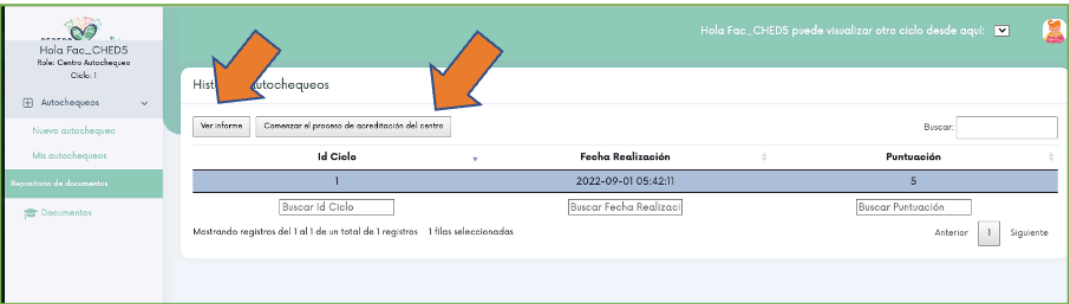 Hola Fac_CHED5
Role: Centro Autochequeo
Ciclo: 1
Autochequeos
Nuevo autochequeo
Mis autochequeos
Repositorio de documentos
Documentos
Hola Fac_CHED5 puede visualizar otro ciclo desde aquí:
Hist utochequeos
Ver informe Comenzar el proceso de acreditación del centro
Buscar:
Id Ciclo Fecha Realización Puntuación
1 2022-09-01 05:42:11 5
Buscar Id Ciclo Buscar Fecha Realizaci Buscar Puntuación
Mostrando registros del 1 al 1 de un total de 1 registros 1 filas seleccionadas
Anterior 1 Siguiente